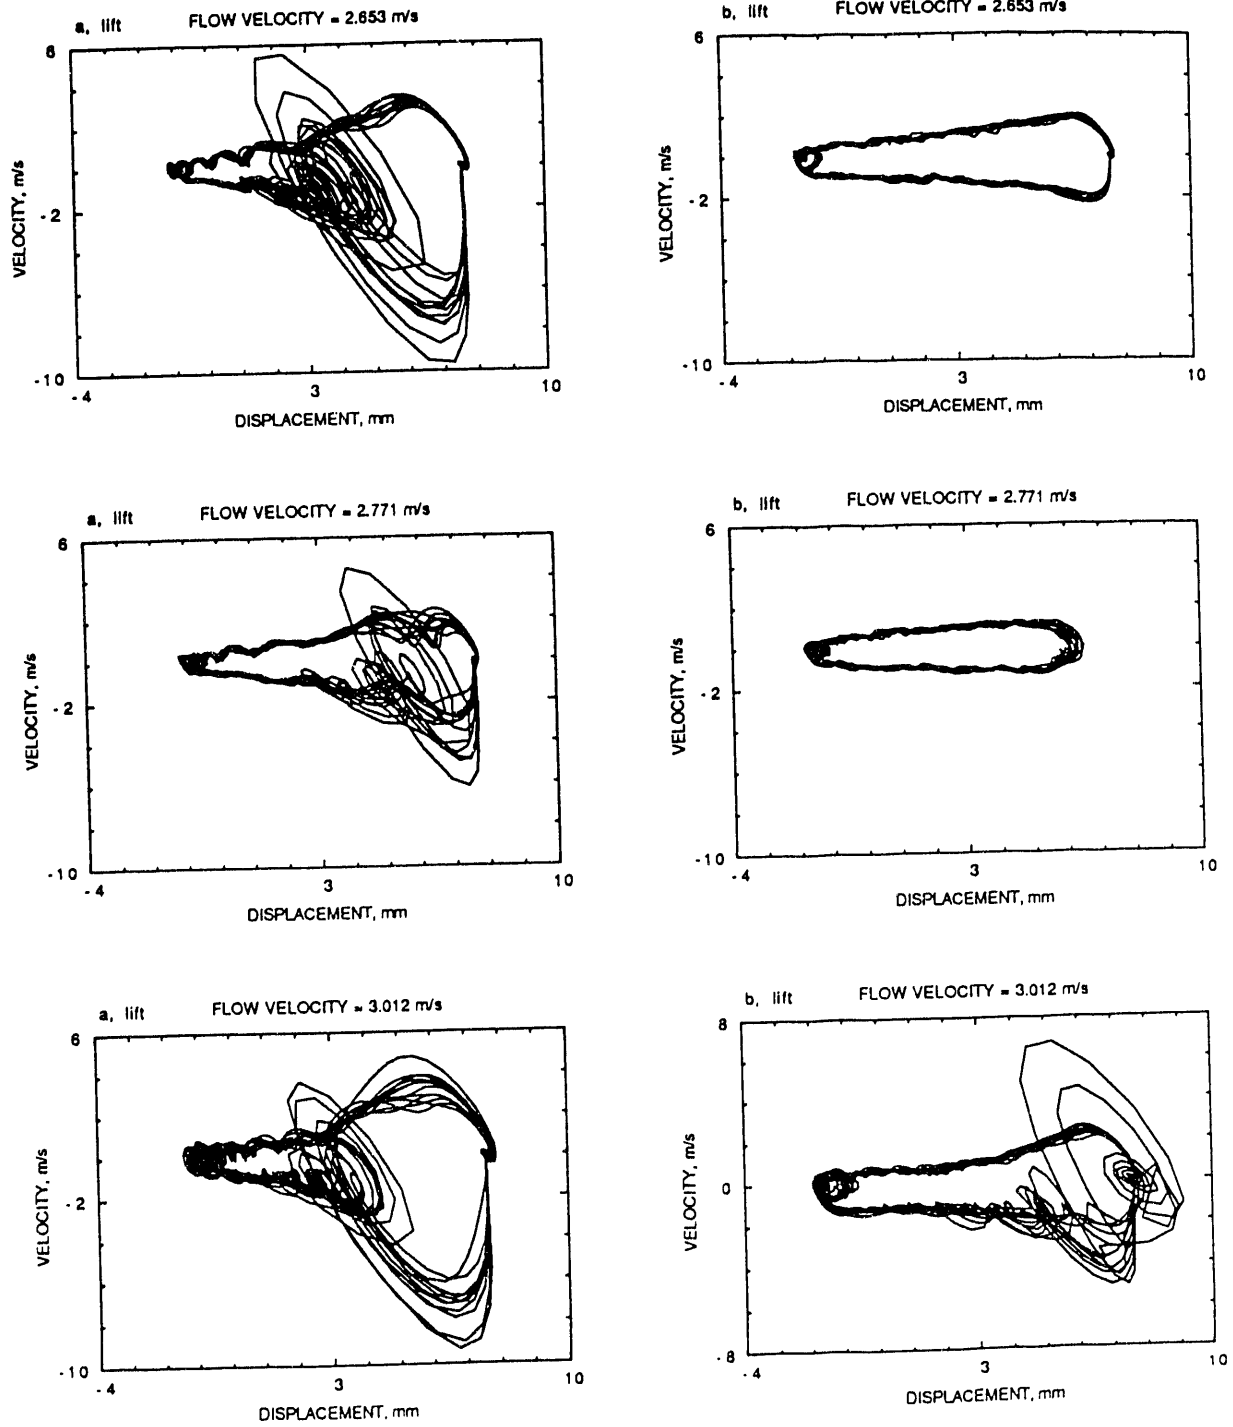 a, lift FLOW VELOCITY = 2.653 m/s
6
-2
-10
VELOCITY, m/s
-4 3 10
DISPLACEMENT, mm
b, lift FLOW VELOCITY = 2.653 m/s
6
-2
-10
VELOCITY, m/s
-4 3 10
DISPLACEMENT, mm
a, lift FLOW VELOCITY = 2.771 m/s
6
-2
-10
VELOCITY, m/s
-4 3 10
DISPLACEMENT, mm
b, lift FLOW VELOCITY = 2.771 m/s
6
-2
-10
VELOCITY, m/s
-4 3 10
DISPLACEMENT, mm
a, lift FLOW VELOCITY = 3.012 m/s
6
-2
-10
VELOCITY, m/s
-4 3 10
DISPLACEMENT, mm
b, lift FLOW VELOCITY = 3.012 m/s
8
0
-8
VELOCITY, m/s
-4 3 10
DISPLACEMENT, mm